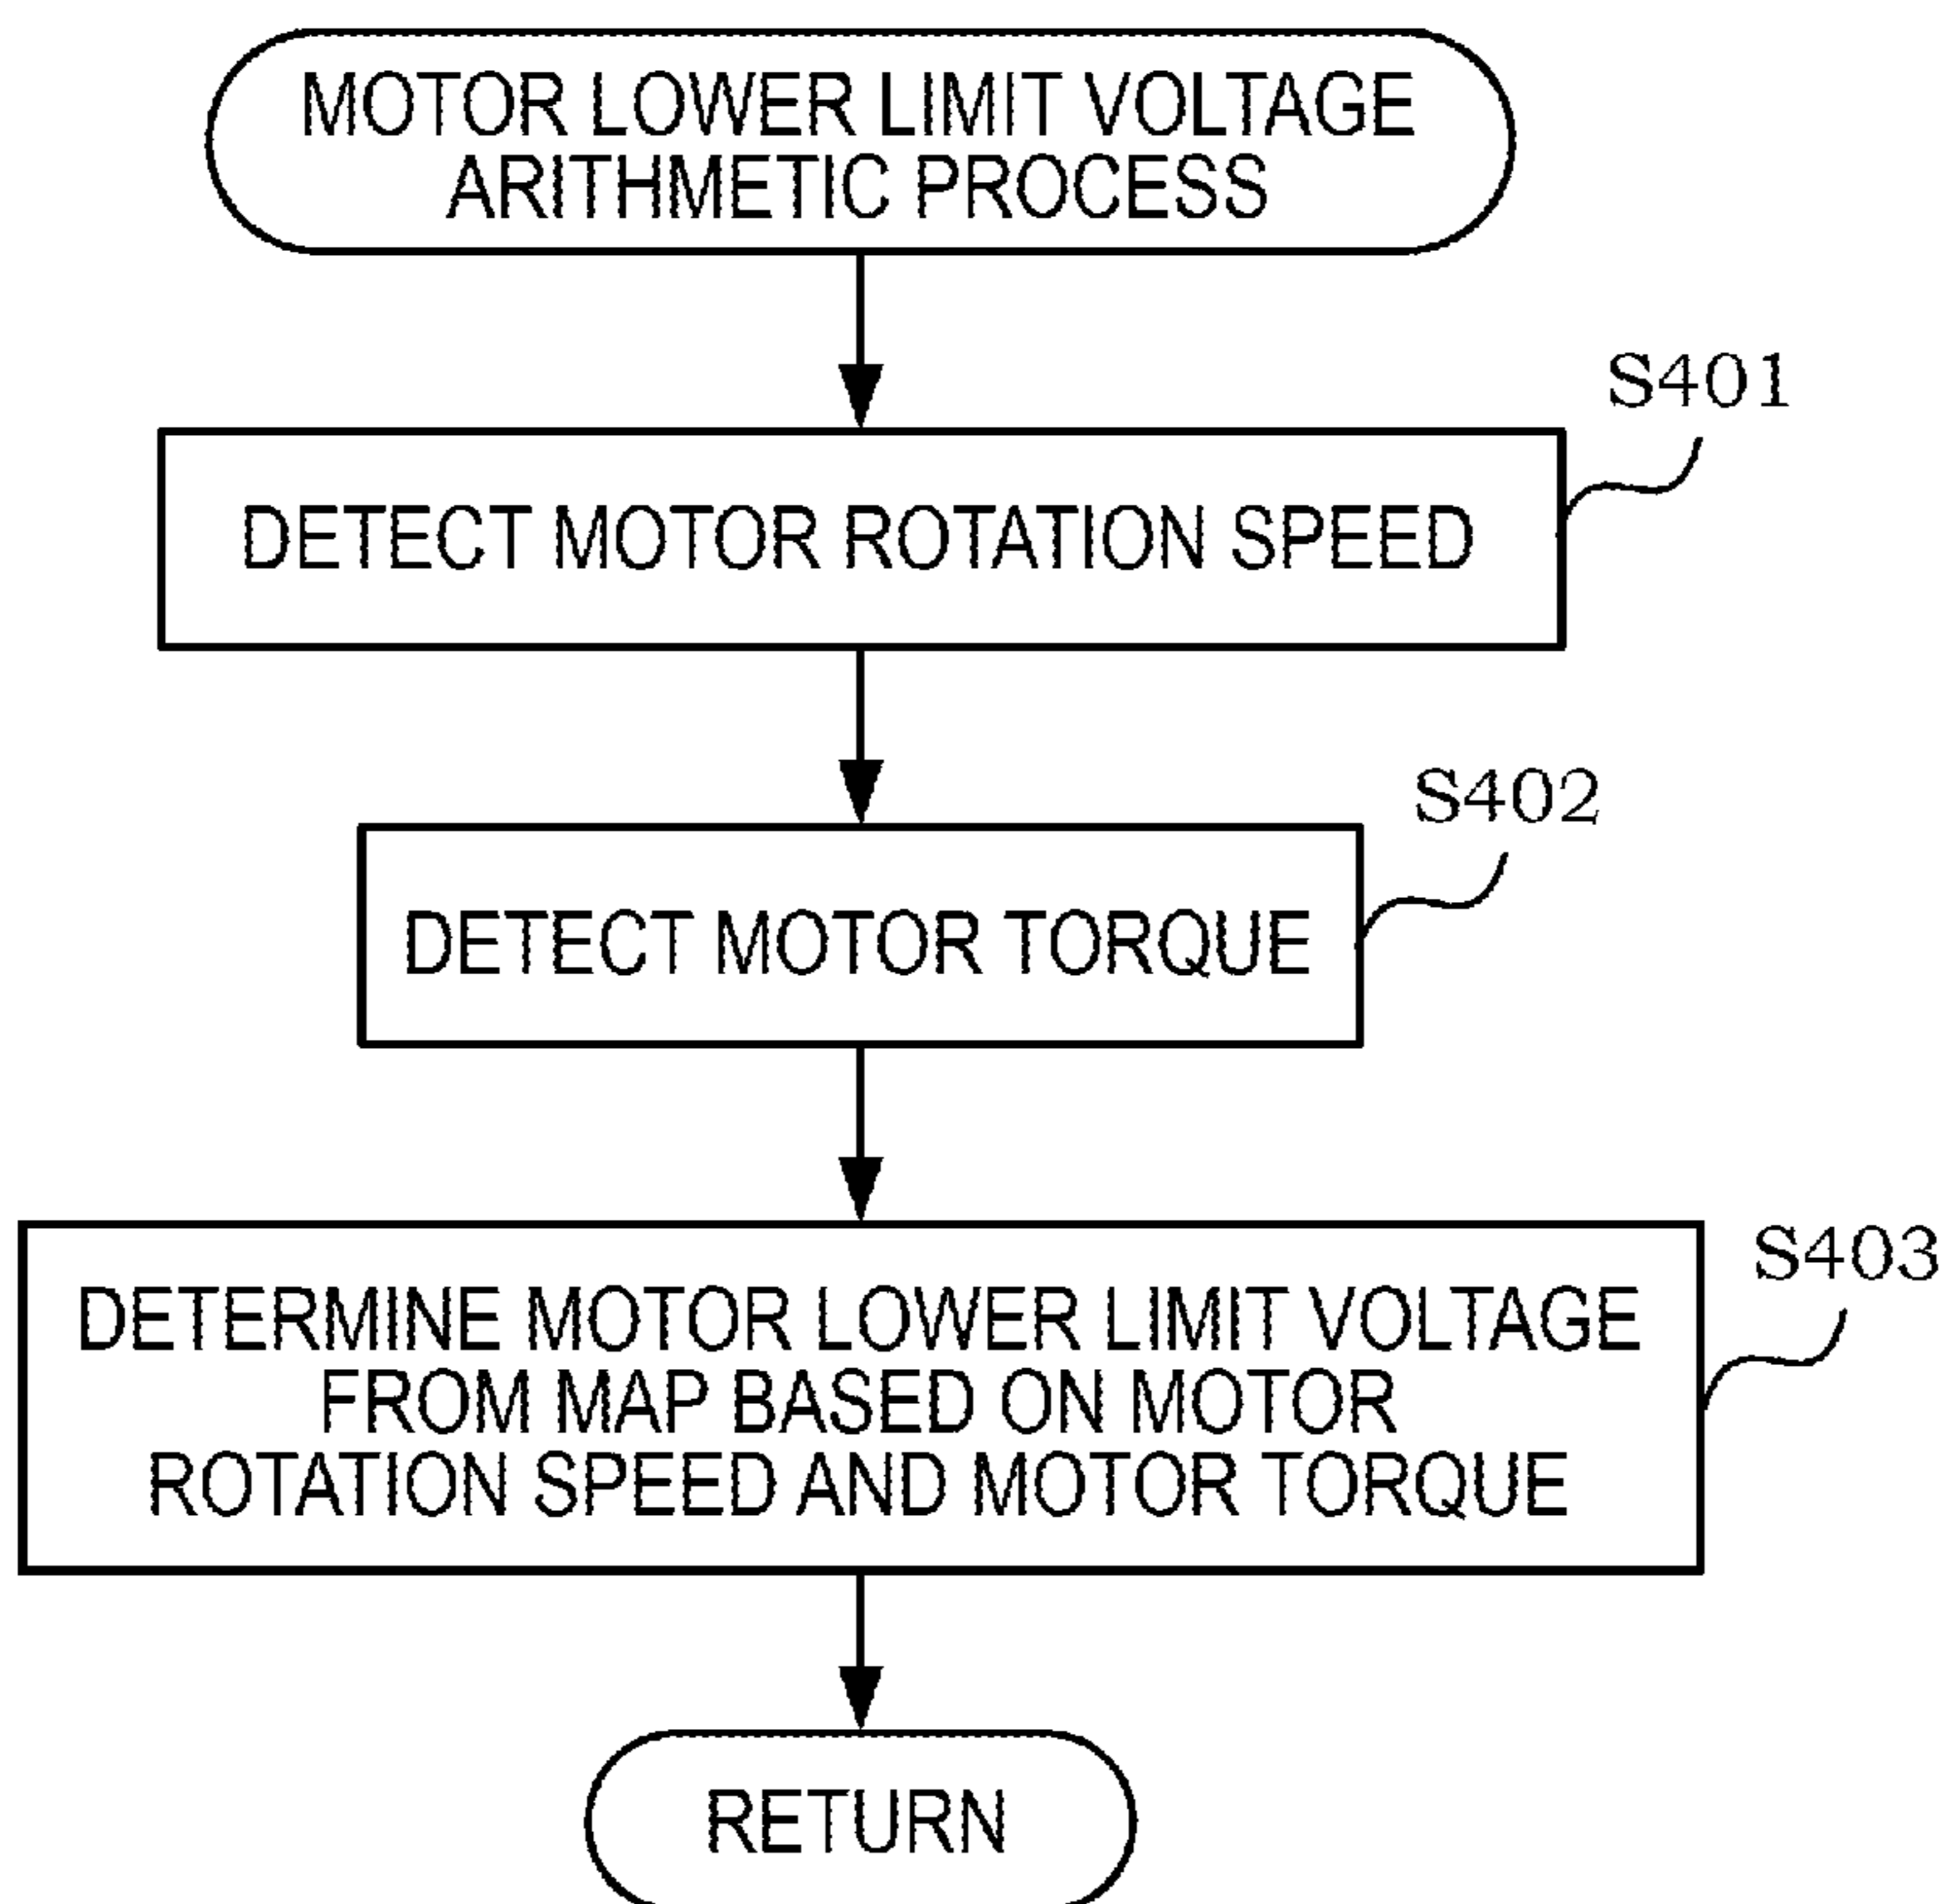 MOTOR LOWER LIMIT VOLTAGE
ARITHMETIC PROCESS
S401
DETECT MOTOR ROTATION SPEED
S402
DETECT MOTOR TORQUE
S403
DETERMINE MOTOR LOWER LIMIT VOLTAGE
FROM MAP BASED ON MOTOR
ROTATION SPEED AND MOTOR TORQUE
RETURN